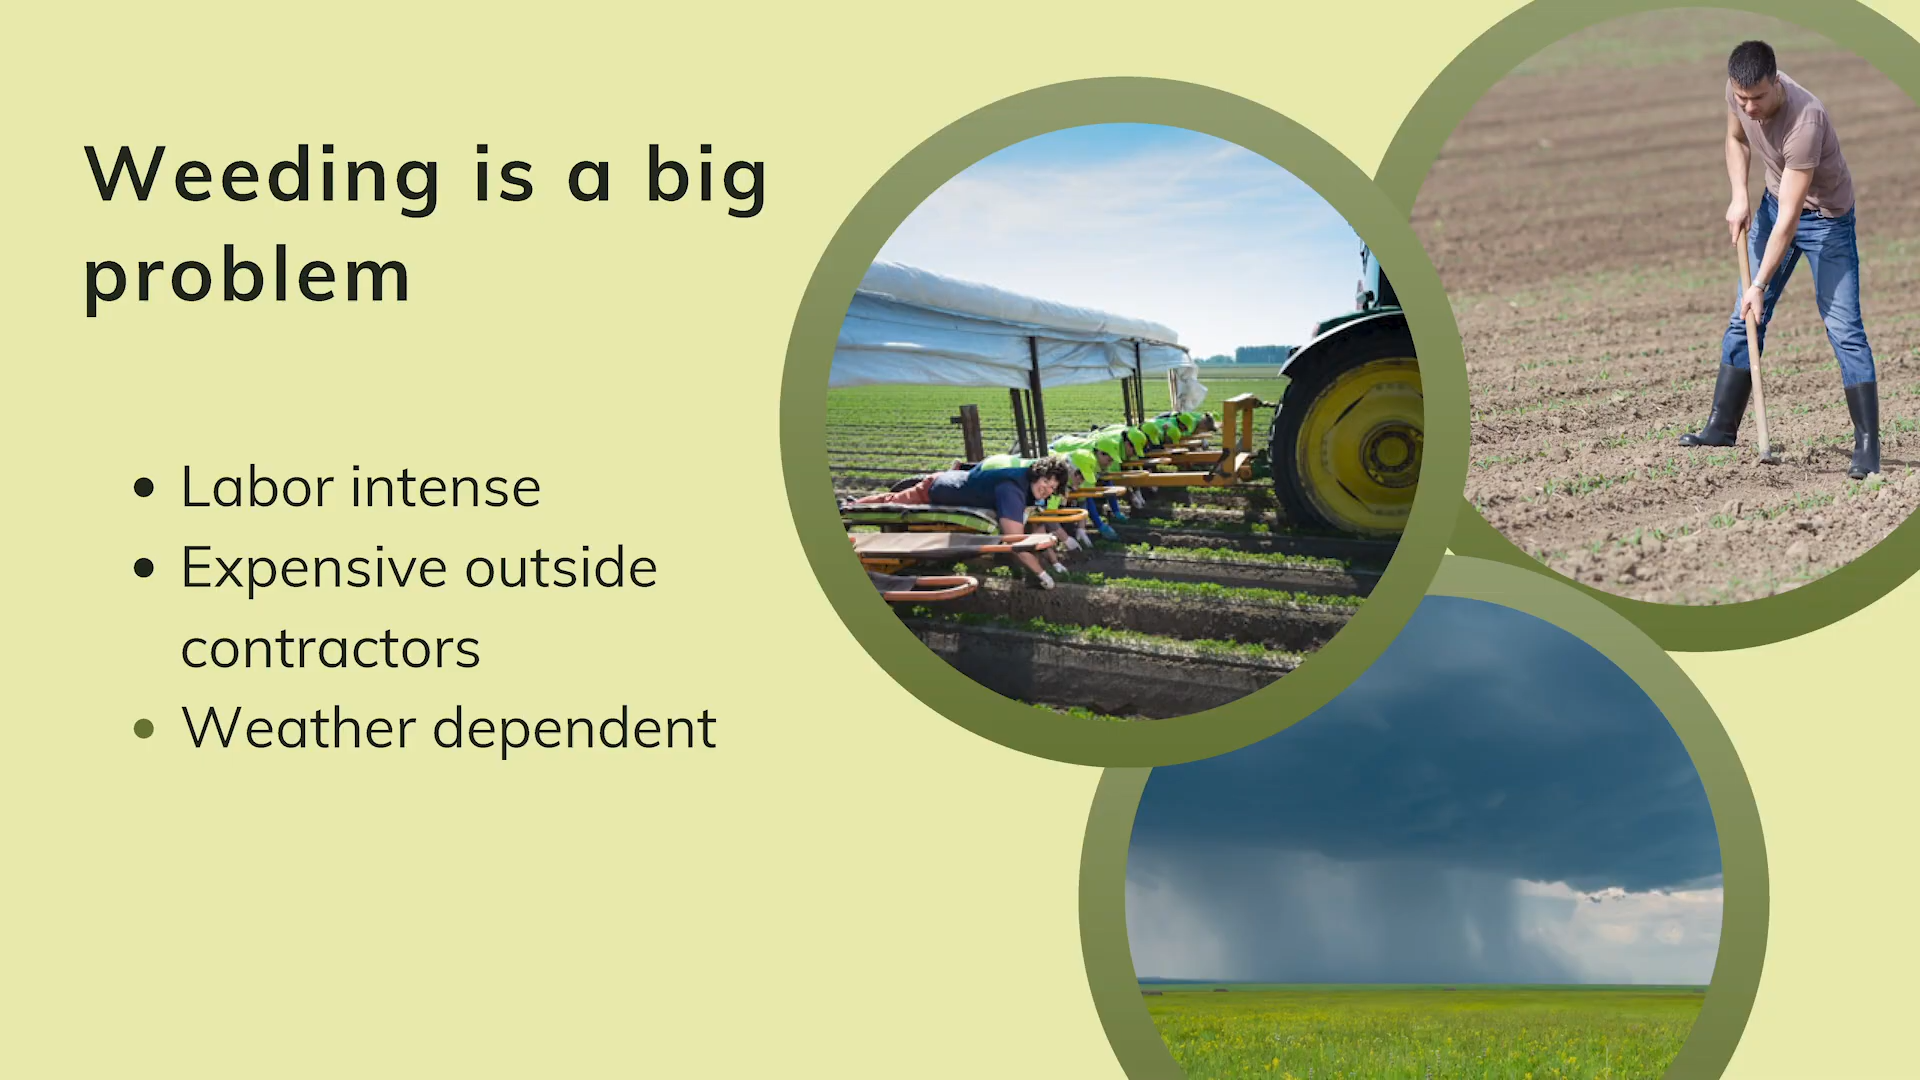 Weeding is a big
problem
• Labor intense
• Expensive outside
contractors
• Weather dependent